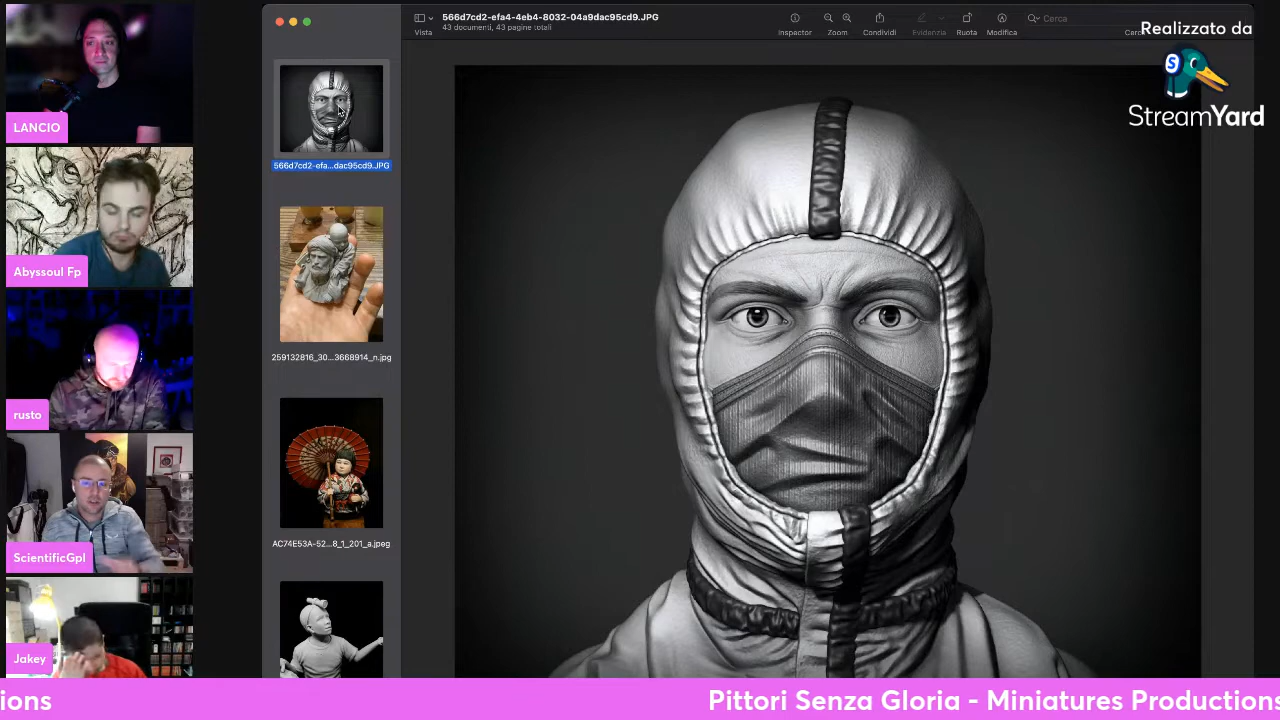 LANCIO
Abyssoul Fp
rusto
ScientificGpl
Jakey
566d7cd2-efa4-4eb4-8032-04a9dac95cd9.JPG
43 documenti, 43 pagine totali
Vista
Inspector
Zoom
Condividi
Evidenzia
Ruota
Modifica
Cerca
Realizzato da
S
StreamYard
566d7cd2-efa...dac95cd9.JPG
259132816_30...3668914_n.jpg
AC74E53A-52...8_1_201_a.jpeg
ions
Pittori Senza Gloria - Miniatures Productions